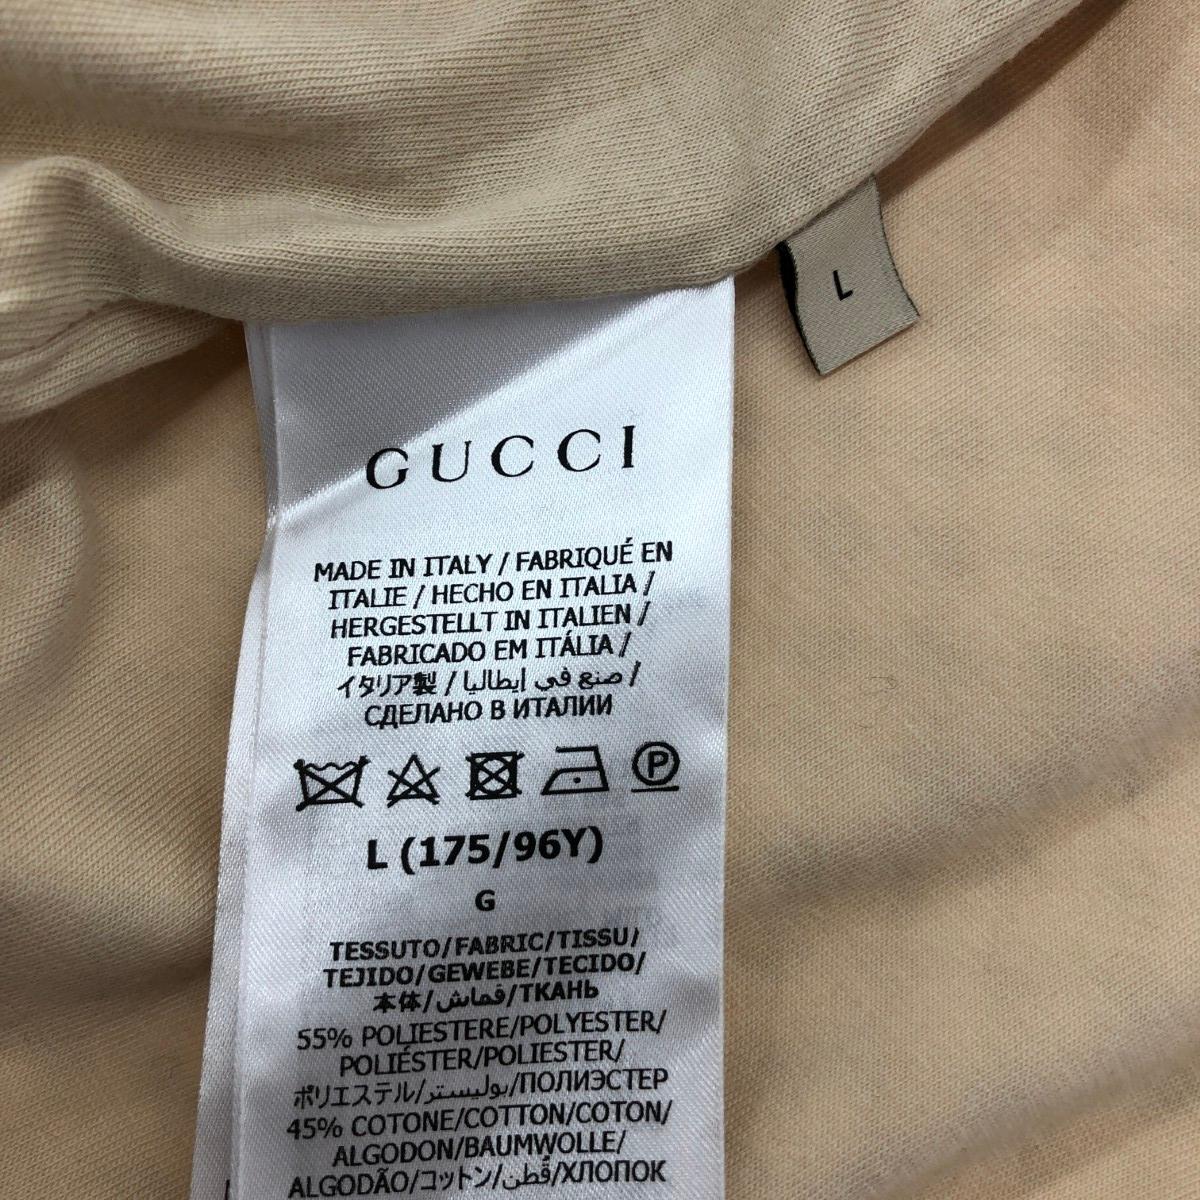 L
GUCCI
MADE IN ITALY / FABRIQUÉ EN
ITALIE / HECHO EN ITALIA /
HERGESTELLT IN ITALIEN /
FABRICADO EM ITÁLIA /
イタリア製 / صنع في إيطاليا /
СДЕЛАНО В ИТАЛИИ
P
L (175/96Y)
G
TESSUTO/FABRIC/TISSU/
TEJIDO/GEWEBE/TECIDO/
本体/قماش/ТКАНЬ
55% POLIESTERE/POLYESTER/
POLIÉSTER/POLIESTER/
ポリエステル/بوليستر/ПОЛИЭСТЕР
45% COTONE/COTTON/COTON/
ALGODON/BAUMWOLLE/
ALGODÃO/コットン/قطن/ХЛОПОК